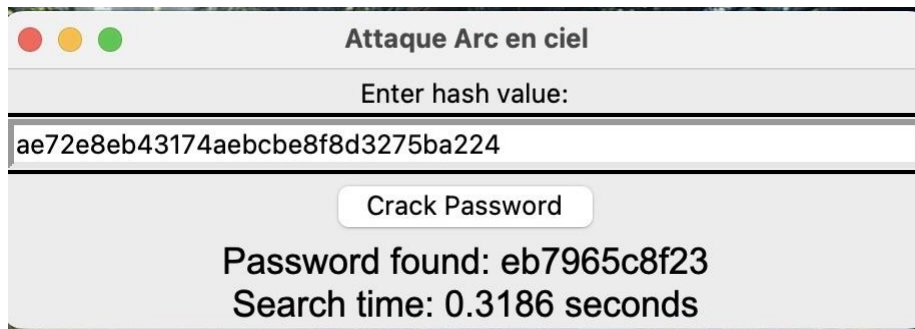 Attaque Arc en ciel
Enter hash value:
ae72e8eb43174aebcbe8f8d3275ba224
Crack Password
Password found: eb7965c8f23
Search time: 0.3186 seconds